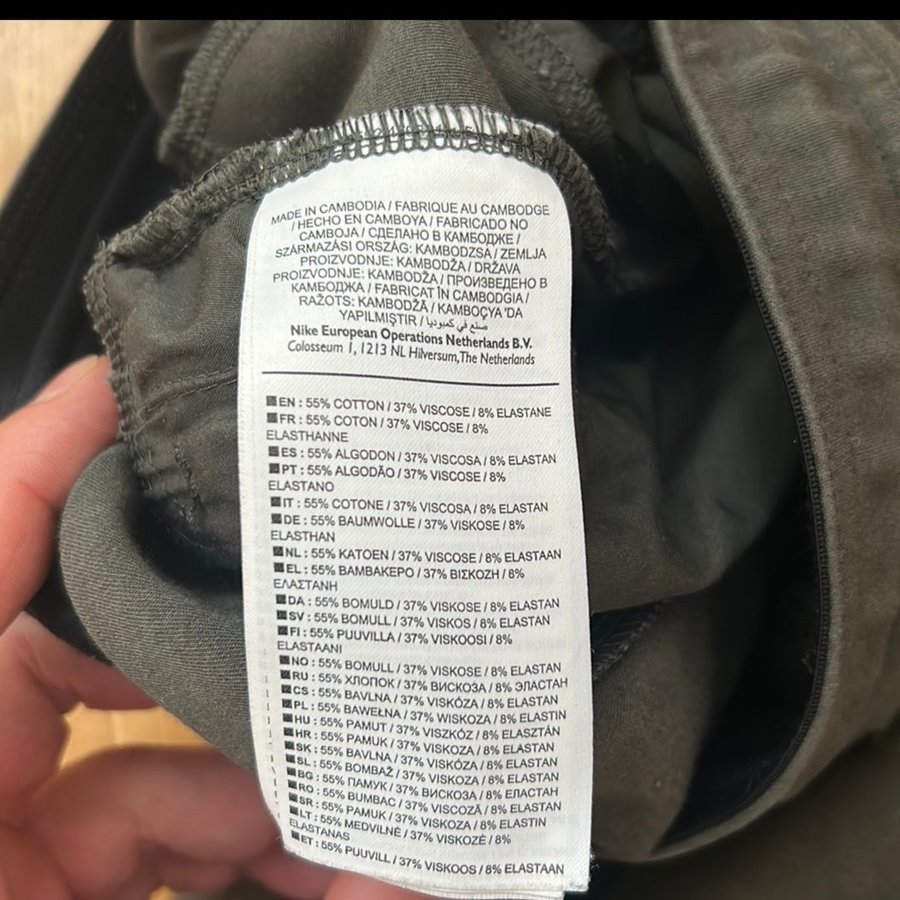 MADE IN CAMBODIA / FABRIQUE AU CAMBODGE
/ HECHO EN CAMBOYA / FABRICADO NO
CAMBOJA / СДЕЛАНО В КАМБОДЖЕ /
SZÁRMAZÁSI ORSZÁG: KAMBODZSA / ZEMLJA
PROIZVODNJE: KAMBODŽA / DRŽAVA
PROIZVODNJE: KAMBODŽA / ПРОИЗВЕДЕНО В
КАМБОДЖА / FABRICAT ÎN CAMBODGIA /
RAŽOTS: KAMBODŽĀ / KAMBOÇYA 'DA
YAPILMIŞTIR / صنع في كمبوديا
Nike European Operations Netherlands B.V.
Colosseum 1, 1213 NL Hilversum,The Netherlands
EN : 55% COTTON / 37% VISCOSE / 8% ELASTANE
FR : 55% COTON / 37% VISCOSE / 8%
ELASTHANNE
ES : 55% ALGODON / 37% VISCOSA / 8% ELASTAN
PT : 55% ALGODÃO / 37% VISCOSE / 8%
ELASTANO
IT : 55% COTONE / 37% VISCOSA / 8% ELASTAN
DE : 55% BAUMWOLLE / 37% VISKOSE / 8%
ELASTHAN
NL : 55% KATOEN / 37% VISCOSE / 8% ELASTAAN
EL : 55% ΒΑΜΒΑΚΕΡΟ / 37% ΒΙΣΚΟΖΗ / 8%
ΕΛΑΣΤΑΝΗ
DA : 55% BOMULD / 37% VISKOSE / 8% ELASTAN
SV : 55% BOMULL / 37% VISKOS / 8% ELASTAN
FI : 55% PUUVILLA / 37% VISKOOSI / 8%
ELASTAANI
NO : 55% BOMULL / 37% VISKOSE / 8% ELASTAN
RU : 55% ХЛОПОК / 37% ВИСКОЗА / 8% ЭЛАСТАН
CS : 55% BAVLNA / 37% VISKÓZA / 8% ELASTAN
PL : 55% BAWEŁNA / 37% WISKOZA / 8% ELASTIN
HU : 55% PAMUT / 37% VISZKÓZ / 8% ELASZTÁN
HR : 55% PAMUK / 37% VISKOZA / 8% ELASTAN
SK : 55% BAVLNA / 37% VISKÓZA / 8% ELASTAN
SL : 55% BOMBAŽ / 37% VISKOZA / 8% ELASTAN
BG : 55% ПАМУК / 37% ВИСКОЗА / 8% ЕЛАСТАН
RO : 55% BUMBAC / 37% VISCOZĂ / 8% ELASTAN
SR : 55% PAMUK / 37% VISKOZA / 8% ELASTIN
LT : 55% MEDVILNĖ / 37% VISKOZĖ / 8%
ELASTANAS
ET : 55% PUUVILL / 37% VISKOOS / 8% ELASTAAN